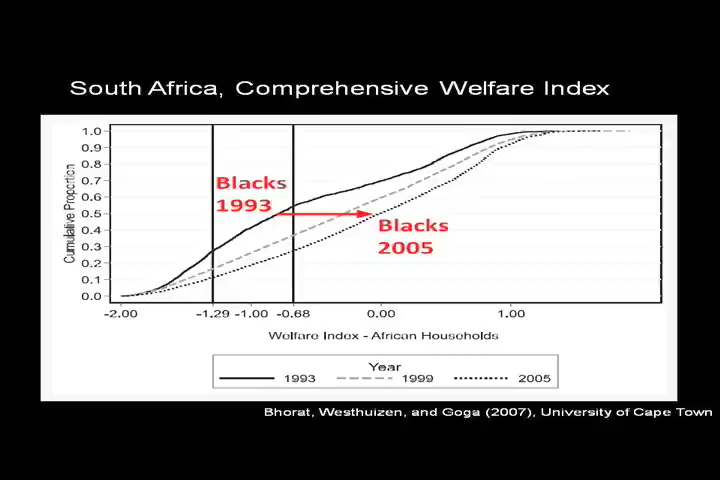 South Africa, Comprehensive Welfare Index
1.0
0.9
0.8
0.7
0.6
0.5
0.4
0.3
0.2
0.1
0.0
Cumulative Proportion
Blacks
1993
Blacks
2005
-2.00 -1.29 -1.00 -0.68 0.00 1.00
Welfare Index - African Households
Year
1993 1999 2005
Bhorat, Westhuizen, and Goga (2007), University of Cape Town